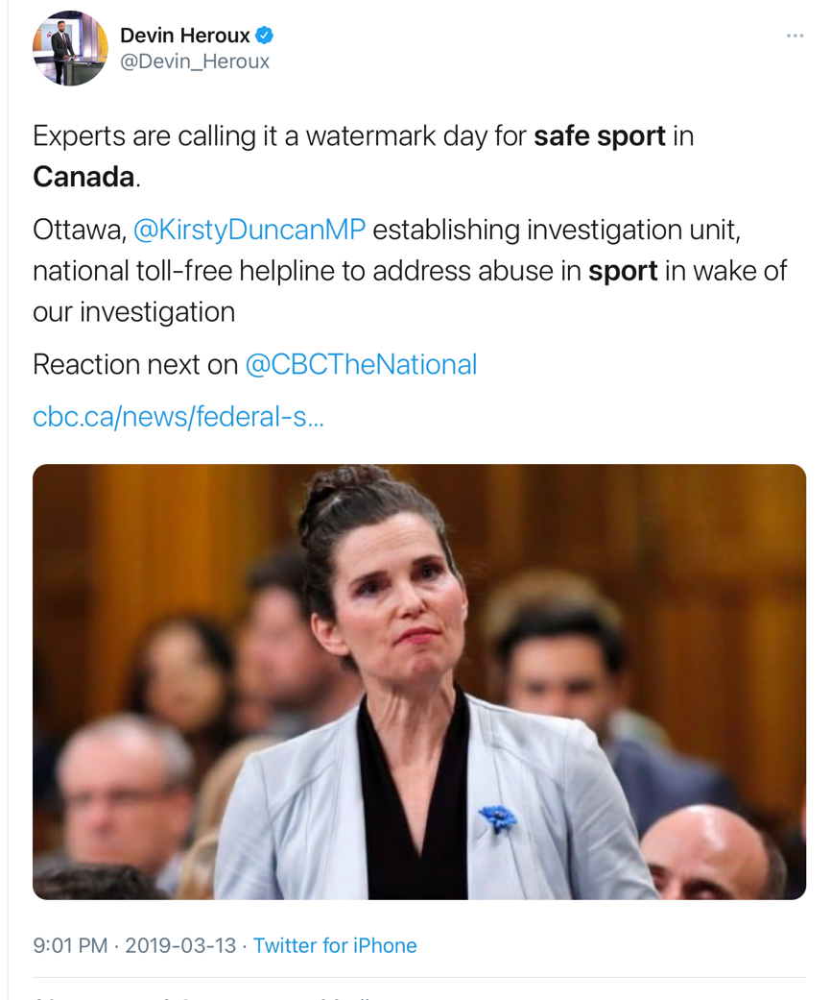 Devin Heroux
@Devin_Heroux
Experts are calling it a watermark day for safe sport in
Canada.
Ottawa, @KirstyDuncanMP establishing investigation unit,
national toll-free helpline to address abuse in sport in wake of
our investigation
Reaction next on @CBCTheNational
cbc.ca/news/federal-s...
9:01 PM · 2019-03-13 · Twitter for iPhone